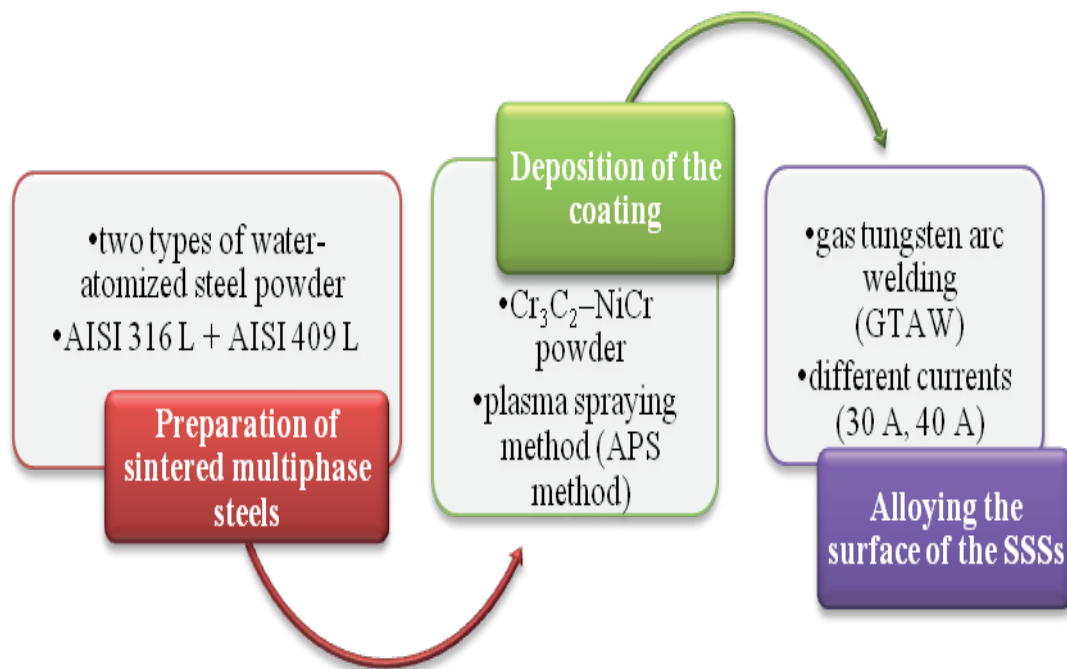 •two types of water-
atomized steel powder
•AISI 316 L + AISI 409 L
Preparation of
sintered multiphase
steels
Deposition of the
coating
•Cr₃C₂–NiCr
powder
•plasma spraying
method (APS
method)
•gas tungsten arc
welding
(GTAW)
•different currents
(30 A, 40 A)
Alloying the
surface of the SSSs